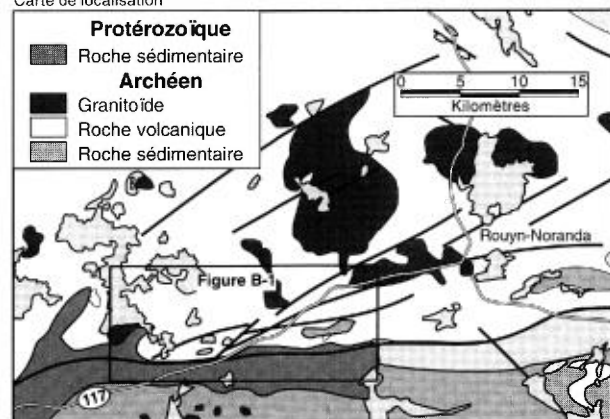 Carte de localisation
Protérozoïque
Roche sédimentaire
Archéen
Granitoïde
Roche volcanique
Roche sédimentaire
0 5 10 15
Kilomètres
Rouyn-Noranda
Figure B-1
117